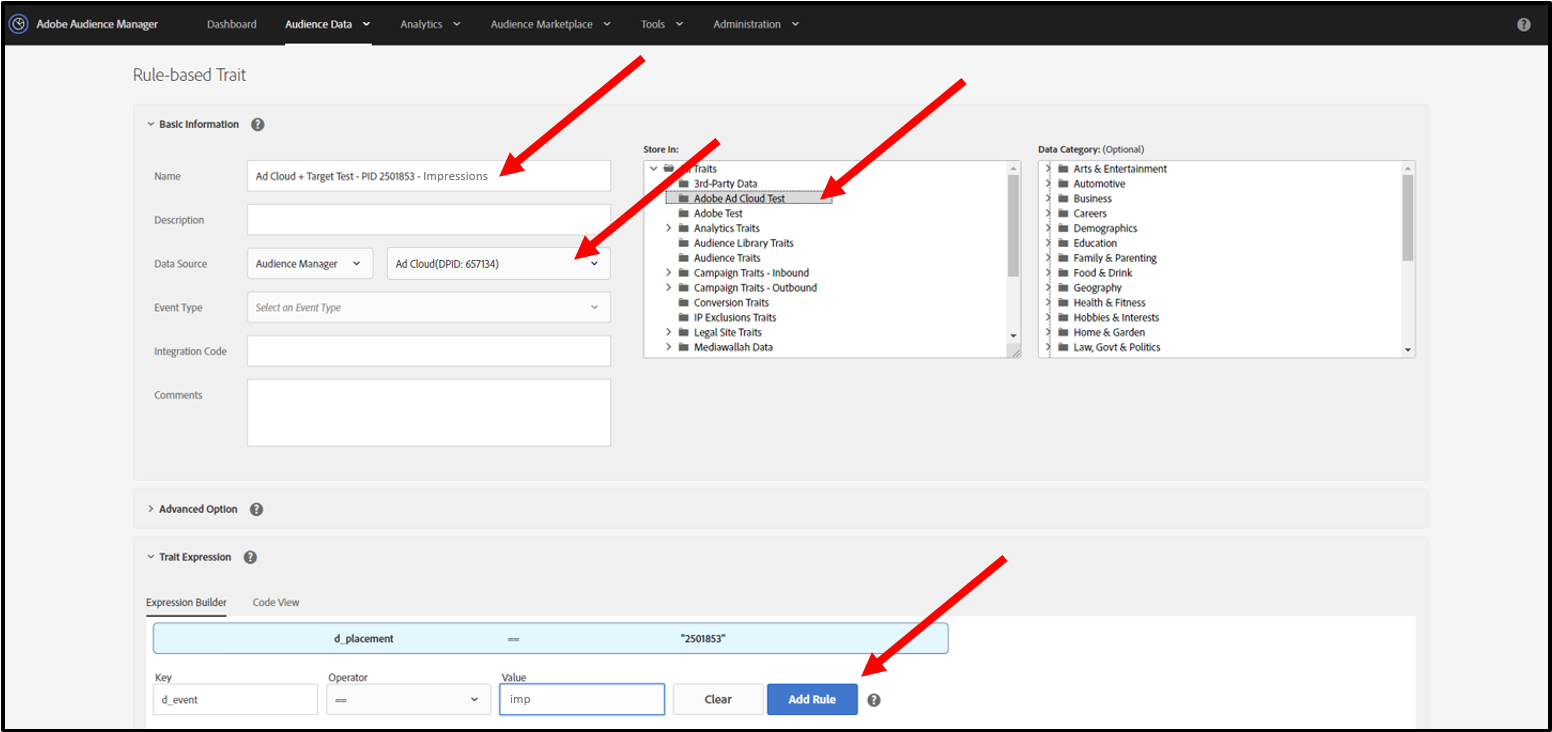 Adobe Audience Manager Dashboard Audience Data Analytics Audience Marketplace Tools Administration ?
Rule-based Trait
Basic Information ?
Name
Ad Cloud + Target Test - PID 2501853 - Impressions
Description
Data Source
Audience Manager
Ad Cloud(DPID: 657134)
Event Type
Select an Event Type
Integration Code
Comments
Store In:
Traits
3rd-Party Data
Adobe Ad Cloud Test
Adobe Test
Analytics Traits
Audience Library Traits
Audience Traits
Campaign Traits - Inbound
Campaign Traits - Outbound
Conversion Traits
IP Exclusions Traits
Legal Site Traits
Mediawallah Data
Data Category: (Optional)
Arts & Entertainment
Automotive
Business
Careers
Demographics
Education
Family & Parenting
Food & Drink
Geography
Health & Fitness
Hobbies & Interests
Home & Garden
Law, Govt & Politics
Advanced Option ?
Trait Expression ?
Expression Builder Code View
d_placement == "2501853"
Key Operator Value
d_event == imp Clear Add Rule ?